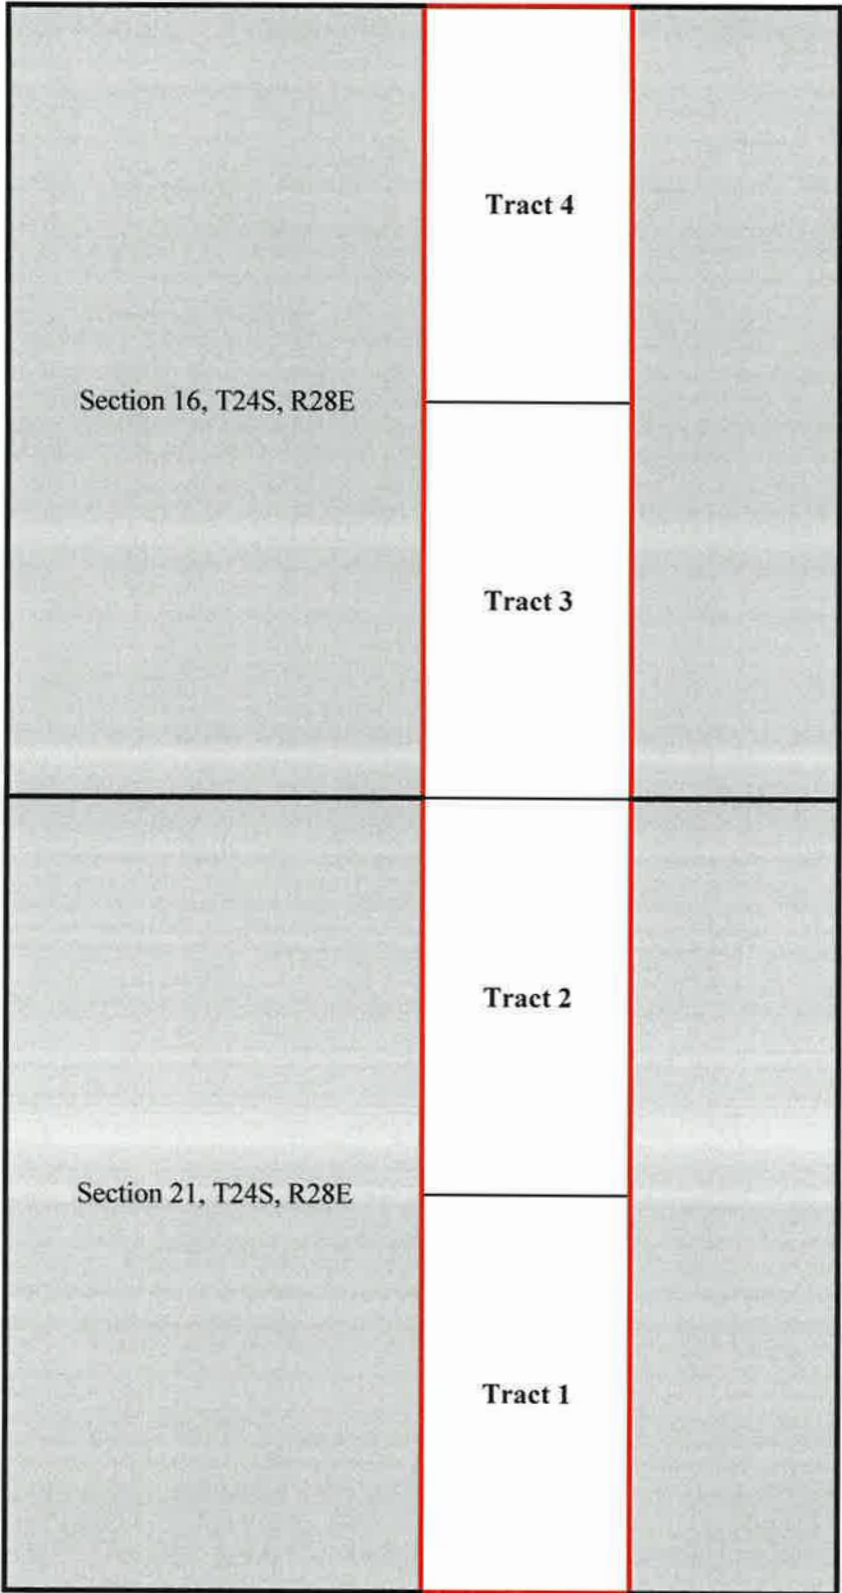 Tract 4
Section 16, T24S, R28E
Tract 3
Tract 2
Section 21, T24S, R28E
Tract 1